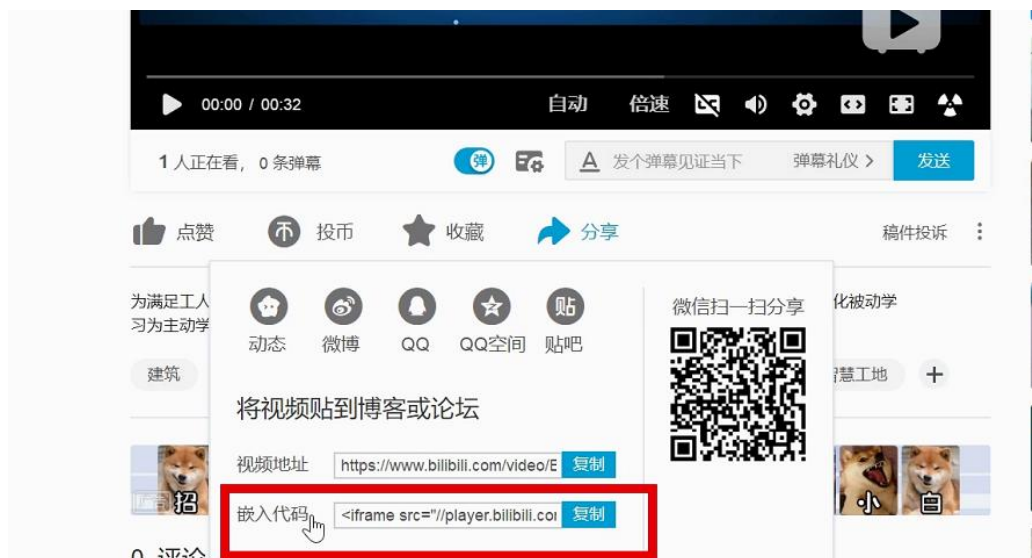 00:00 / 00:32 自动 倍速
1 人正在看, 0 条弹幕 弹 A 发个弹幕见证当下 弹幕礼仪 > 发送
点赞 币 投币 收藏 分享 稿件投诉
为满足工人 化被动学
习为主动学
动态 微博 QQ QQ空间 贴 贴吧
微信扫一扫分享
建筑 智慧工地 +
将视频贴到博客或论坛
视频地址 https://www.bilibili.com/video/E 复制
嵌入代码 <iframe src="//player.bilibili.co 复制
招 小 白
0 评论